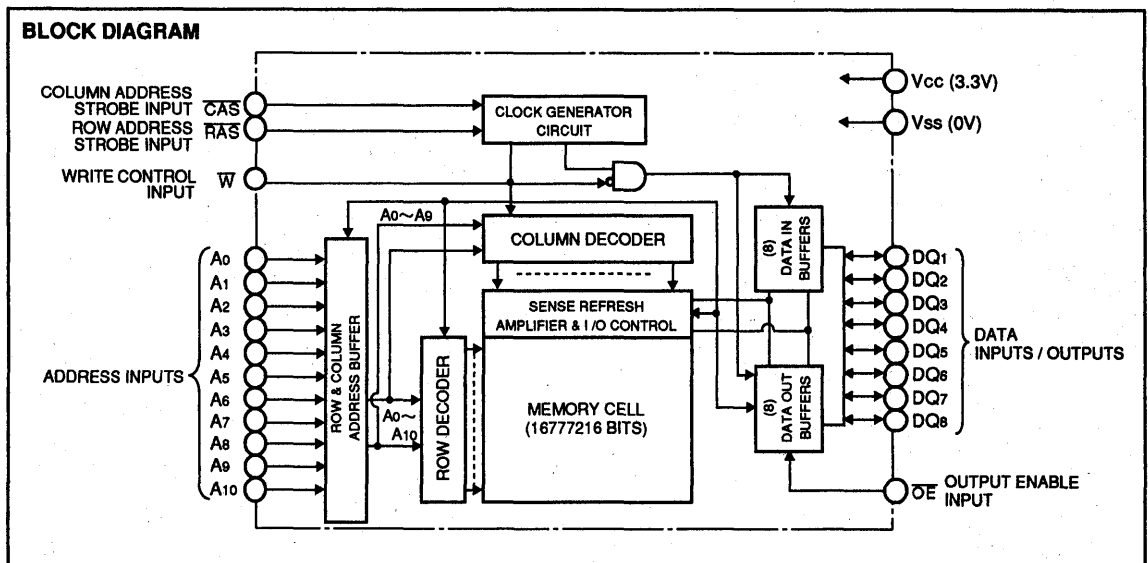 BLOCK DIAGRAM
COLUMN ADDRESS
STROBE INPUT CAS
ROW ADDRESS
STROBE INPUT RAS
WRITE CONTROL
INPUT W
ADDRESS INPUTS
A0
A1
A2
A3
A4
A5
A6
A7
A8
A9
A10
ROW & COLUMN
ADDRESS BUFFER
CLOCK GENERATOR
CIRCUIT
A0~A9
COLUMN DECODER
SENSE REFRESH
AMPLIFIER & I /O CONTROL
A0~
A10
ROW DECODER
MEMORY CELL
(16777216 BITS)
(8)
DATA IN
BUFFERS
(8)
DATA OUT
BUFFERS
Vcc (3.3V)
Vss (0V)
DQ1
DQ2
DQ3
DQ4
DQ5
DQ6
DQ7
DQ8
DATA
INPUTS / OUTPUTS
OE OUTPUT ENABLE
INPUT